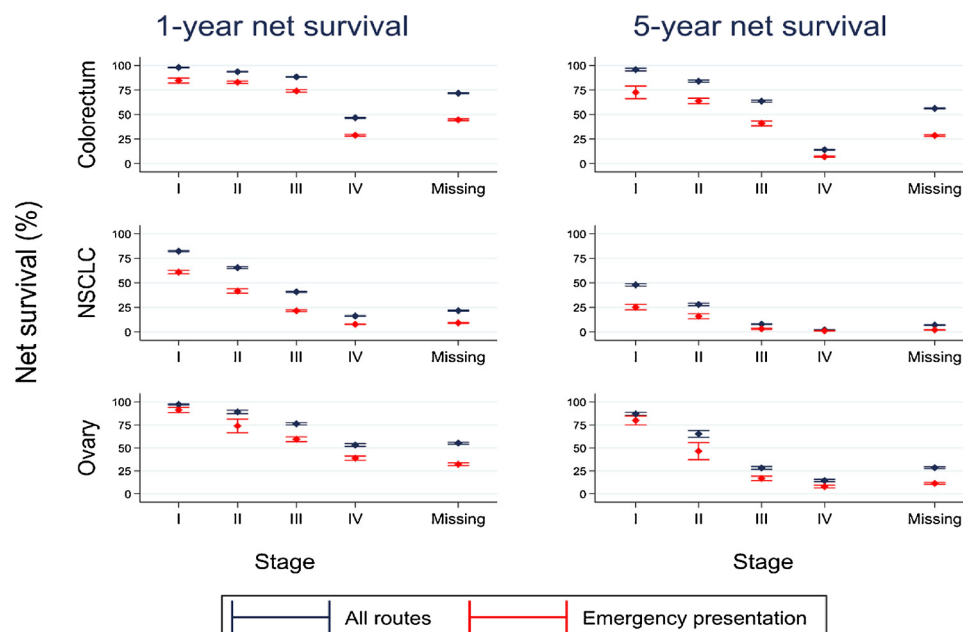 1-year net survival 5-year net survival
Net survival (%)
Colorectum
100
75
50
25
0
I II III IV Missing
100
75
50
25
0
I II III IV Missing
NSCLC
100
75
50
25
0
I II III IV Missing
100
75
50
25
0
I II III IV Missing
Ovary
100
75
50
25
0
I II III IV Missing
100
75
50
25
0
I II III IV Missing
Stage Stage
All routes Emergency presentation